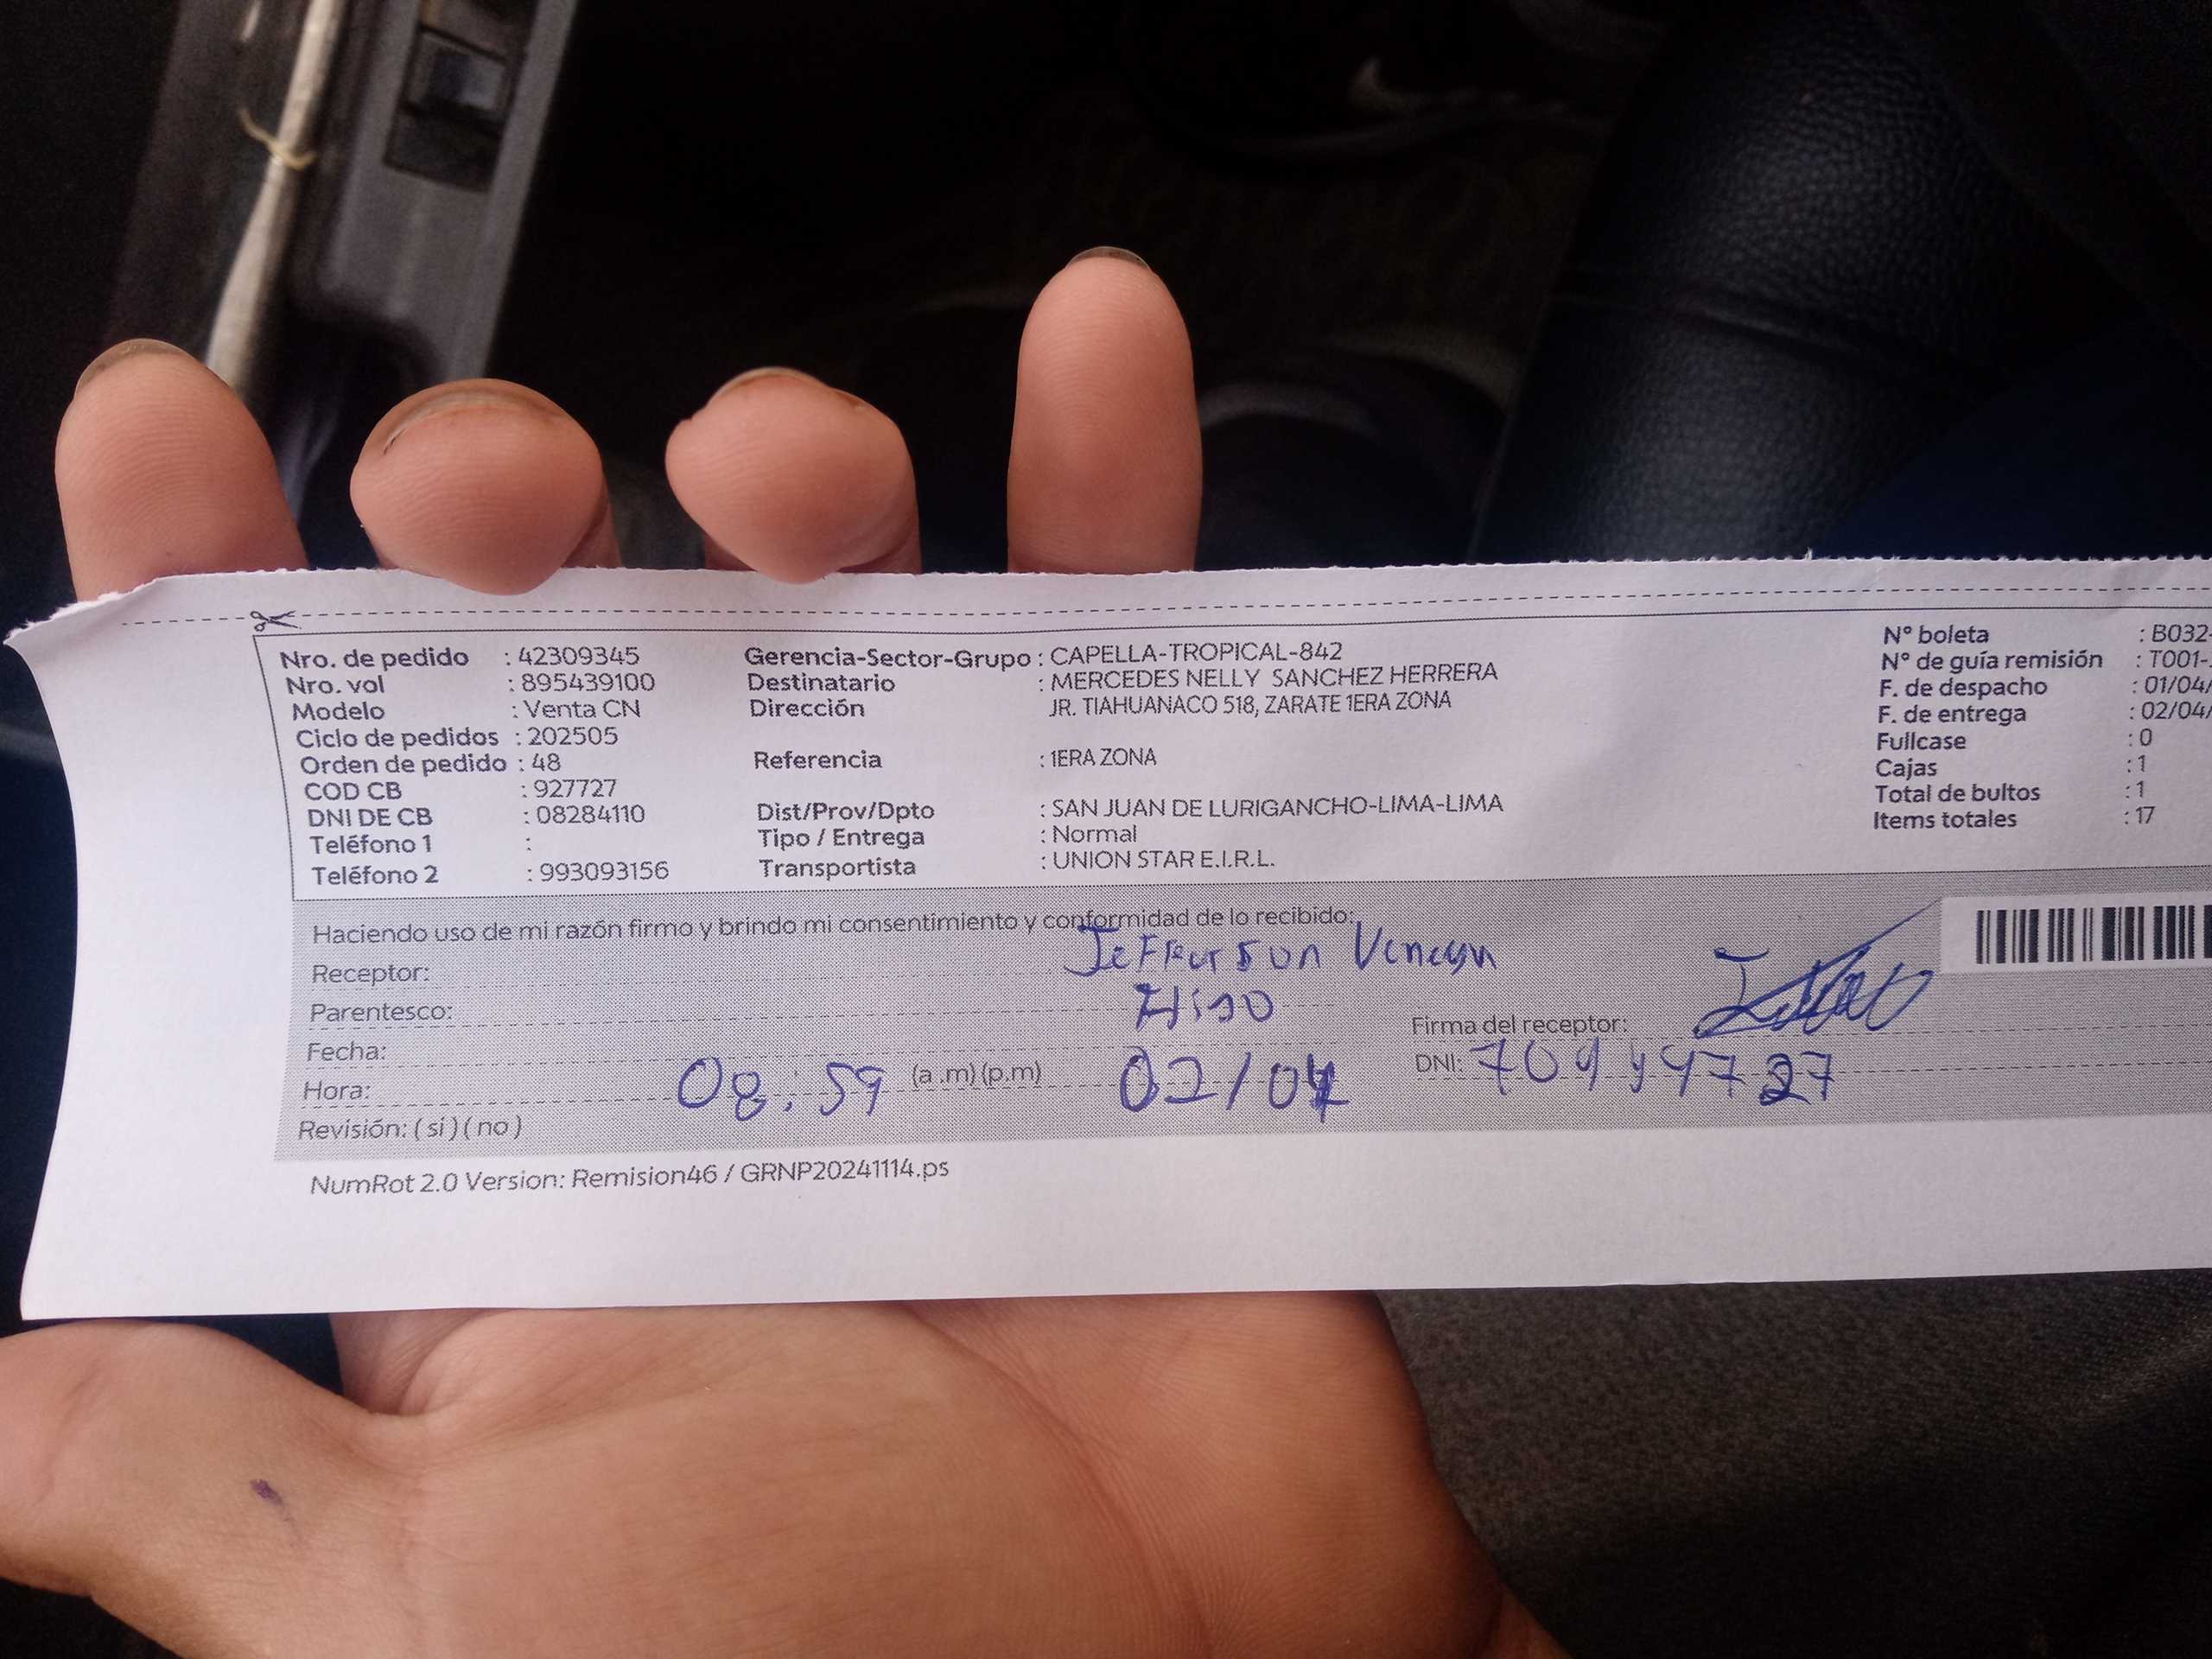 Nro. de pedido : 42309345 Gerencia-Sector-Grupo : CAPELLA-TROPICAL-842 N° boleta : B032-
Nro. vol : 895439100 Destinatario : MERCEDES NELLY SANCHEZ HERRERA N° de guía remisión : T001-
Modelo : Venta CN Dirección JR. TIAHUANACO 518, ZARATE 1ERA ZONA F. de despacho : 01/04/
Ciclo de pedidos : 202505 F. de entrega : 02/04/
Orden de pedido : 48 Referencia : 1ERA ZONA Fullcase : 0
COD CB : 927727 Cajas : 1
DNI DE CB : 08284110 Dist/Prov/Dpto : SAN JUAN DE LURIGANCHO-LIMA-LIMA Total de bultos : 1
Teléfono 1 : Tipo / Entrega : Normal Items totales : 17
Teléfono 2 : 993093156 Transportista : UNION STAR E.I.R.L.
Haciendo uso de mi razón firmo y brindo mi consentimiento y conformidad de lo recibido:
Receptor: Jefferson
Parentesco: Hijo
Firma del receptor:
Fecha:
Hora: 08:59 (a .m) (p.m) 02/04 DNI:
Revisión: ( si ) ( no )
NumRot 2.0 Version: Remision46 / GRNP20241114.ps